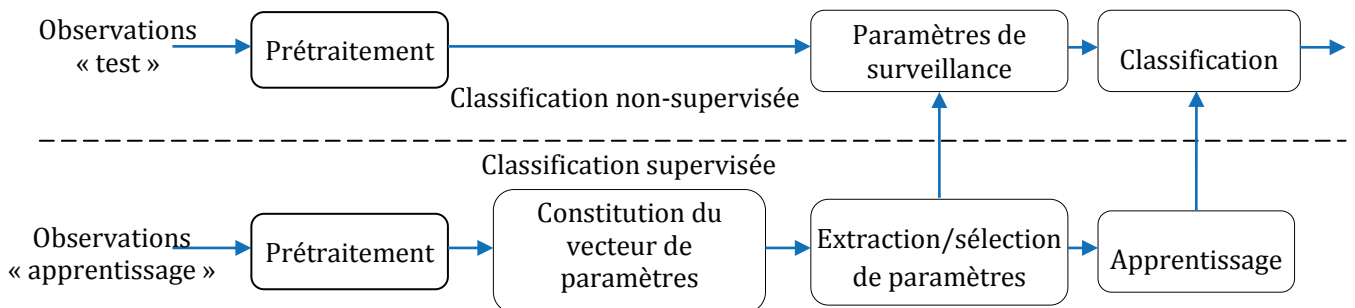 Observations
« test »
Prétraitement
Paramètres de
surveillance
Classification
Classification non-supervisée
Classification supervisée
Observations
« apprentissage »
Prétraitement
Constitution du
vecteur de
paramètres
Extraction/sélection
de paramètres
Apprentissage